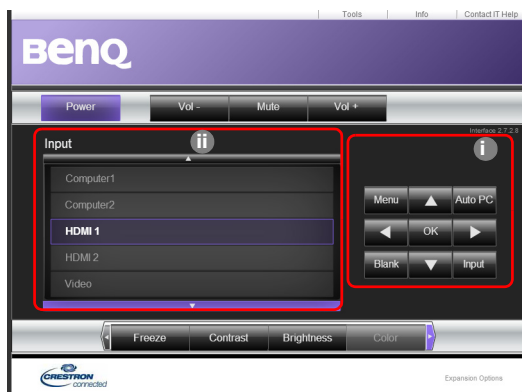 Tools Info Contact IT Help
BenQ
Power Vol - Mute Vol +
Interface 2.7.2.8
Input ii i
Computer1
Computer2
HDMI 1
HDMI 2
Video
Menu Auto PC
OK
Blank Input
Freeze Contrast Brightness Color
CRESTRON
connected
Expansion Options